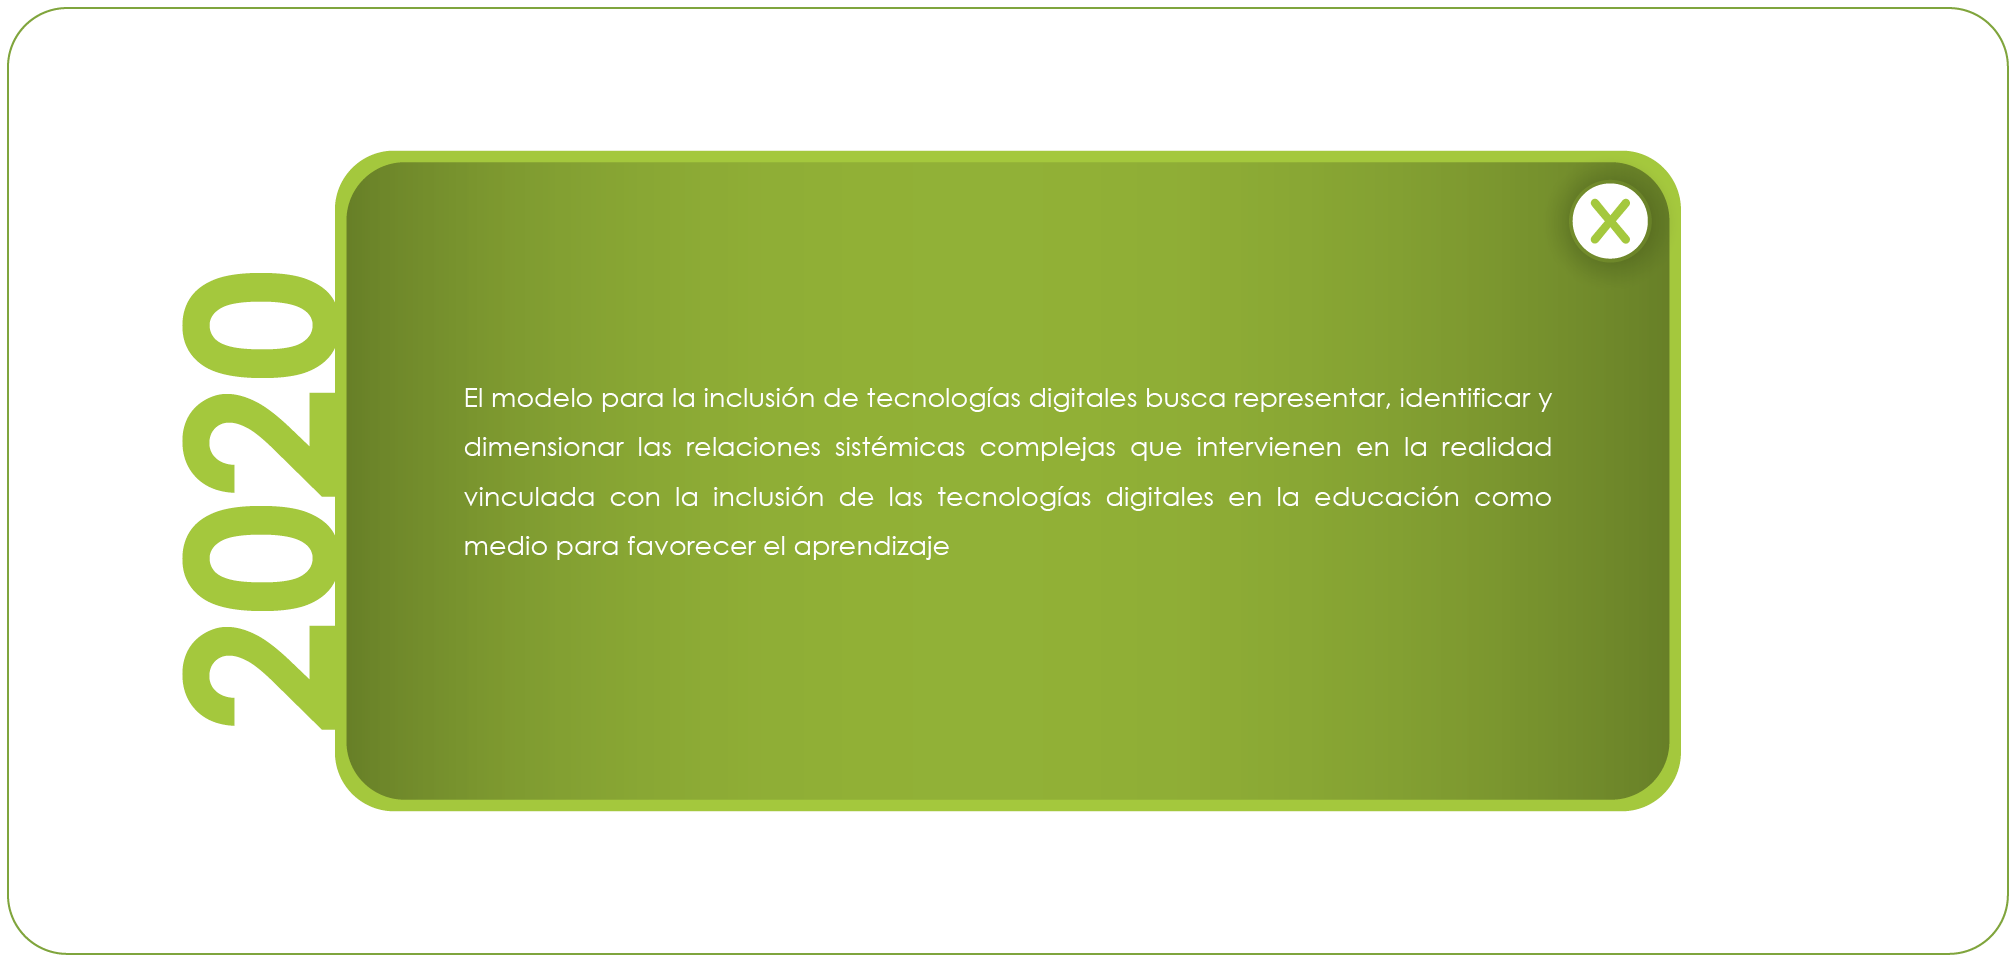 2020
X
El modelo para la inclusión de tecnologías digitales busca representar, identificar y
dimensionar las relaciones sistémicas complejas que intervienen en la realidad
vinculada con la inclusión de las tecnologías digitales en la educación como
medio para favorecer el aprendizaje